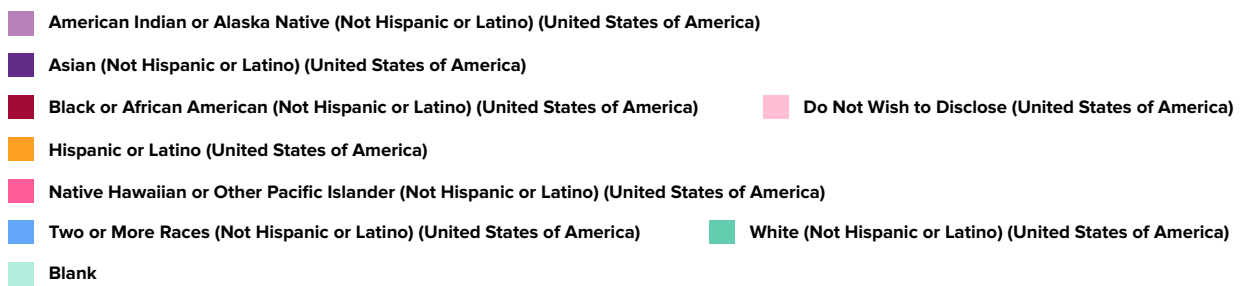 American Indian or Alaska Native (Not Hispanic or Latino) (United States of America)
Asian (Not Hispanic or Latino) (United States of America)
Black or African American (Not Hispanic or Latino) (United States of America) Do Not Wish to Disclose (United States of America)
Hispanic or Latino (United States of America)
Native Hawaiian or Other Pacific Islander (Not Hispanic or Latino) (United States of America)
Two or More Races (Not Hispanic or Latino) (United States of America) White (Not Hispanic or Latino) (United States of America)
Blank